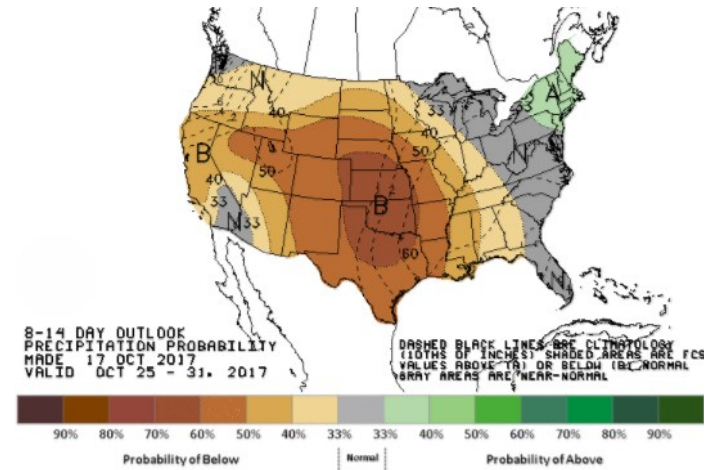 N
A
40
33
33
40
B
50
N
40
50
2
B
33
N
33
60
N
8-14 DAY OUTLOOK
PRECIPITATION PROBABILITY
MADE 17 OCT 2017
VALID OCT 25 - 31, 2017
DASHED BLACK LINES ARE CLIMATOLOGY
(10THS OF INCHES) SHADED AREAS ARE FCST
VALUES ABOVE (A) OR BELOW (B) NORMAL
GRAY AREAS ARE NEAR-NORMAL
90% 80% 70% 60% 50% 40% 33% 33% 40% 50% 60% 70% 80% 90%
Probability of Below Normal Probability of Above